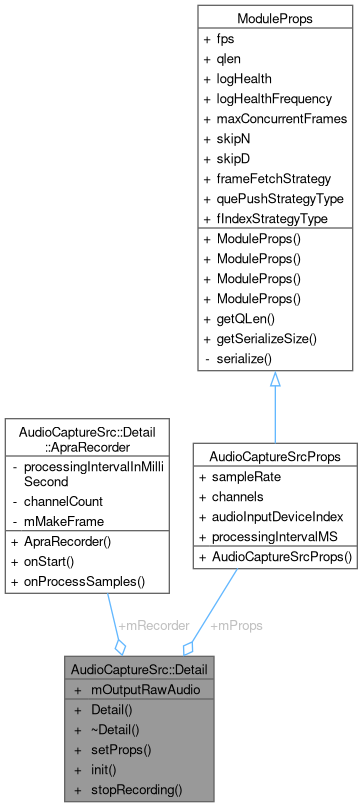 ModuleProps
+ fps
+ qlen
+ logHealth
+ logHealthFrequency
+ maxConcurrentFrames
+ skipN
+ skipD
+ frameFetchStrategy
+ quePushStrategyType
+ fIndexStrategyType
+ ModuleProps()
+ ModuleProps()
+ ModuleProps()
+ ModuleProps()
+ getQLen()
+ getSerializeSize()
- serialize()
AudioCaptureSrc::Detail
::ApraRecorder
- processingIntervalInMilli
Second
- channelCount
- mMakeFrame
+ ApraRecorder()
+ onStart()
+ onProcessSamples()
AudioCaptureSrcProps
+ sampleRate
+ channels
+ audioInputDeviceIndex
+ processingIntervalMS
+ AudioCaptureSrcProps()
+mRecorder
+mProps
AudioCaptureSrc::Detail
+ mOutputRawAudio
+ Detail()
+ ~Detail()
+ setProps()
+ init()
+ stopRecording()